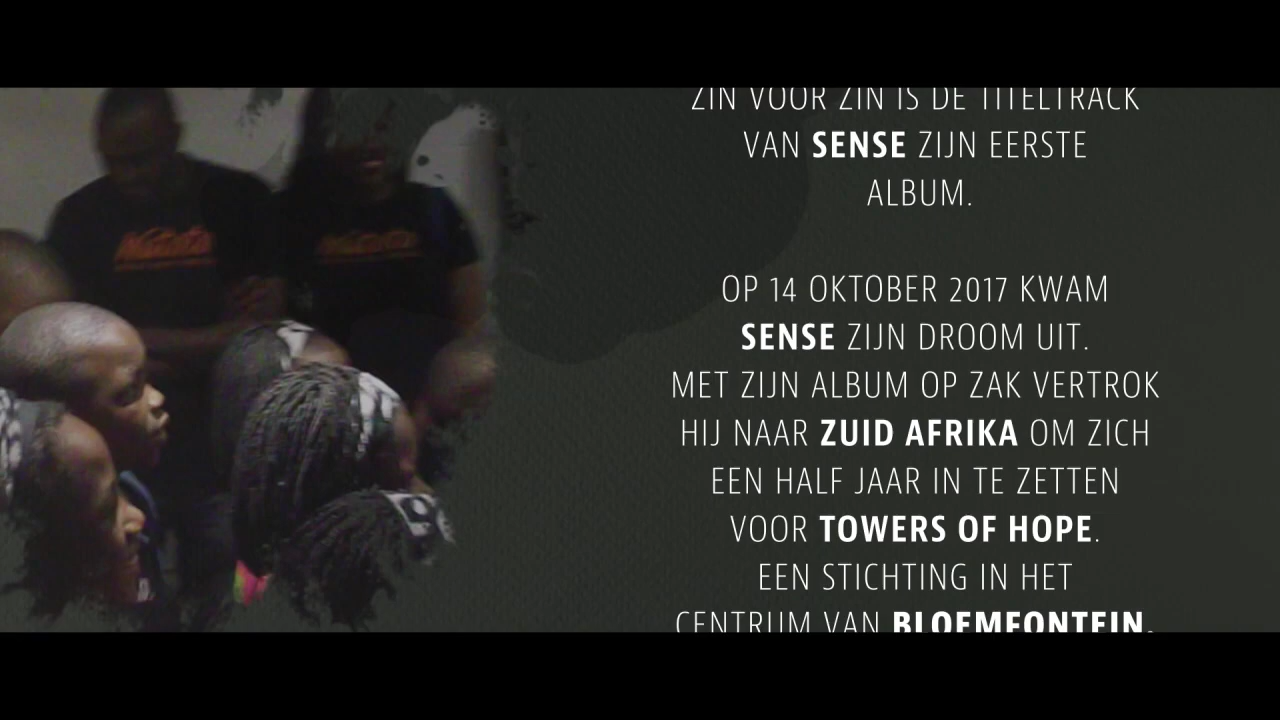 ZIN VOOR ZIN IS DE TITELTRACK
VAN SENSE ZIJN EERSTE
ALBUM.
OP 14 OKTOBER 2017 KWAM
SENSE ZIJN DROOM UIT.
MET ZIJN ALBUM OP ZAK VERTROK
HIJ NAAR ZUID AFRIKA OM ZICH
EEN HALF JAAR IN TE ZETTEN
VOOR TOWERS OF HOPE.
EEN STICHTING IN HET
CENTRUM VAN BLOEMFONTEIN.